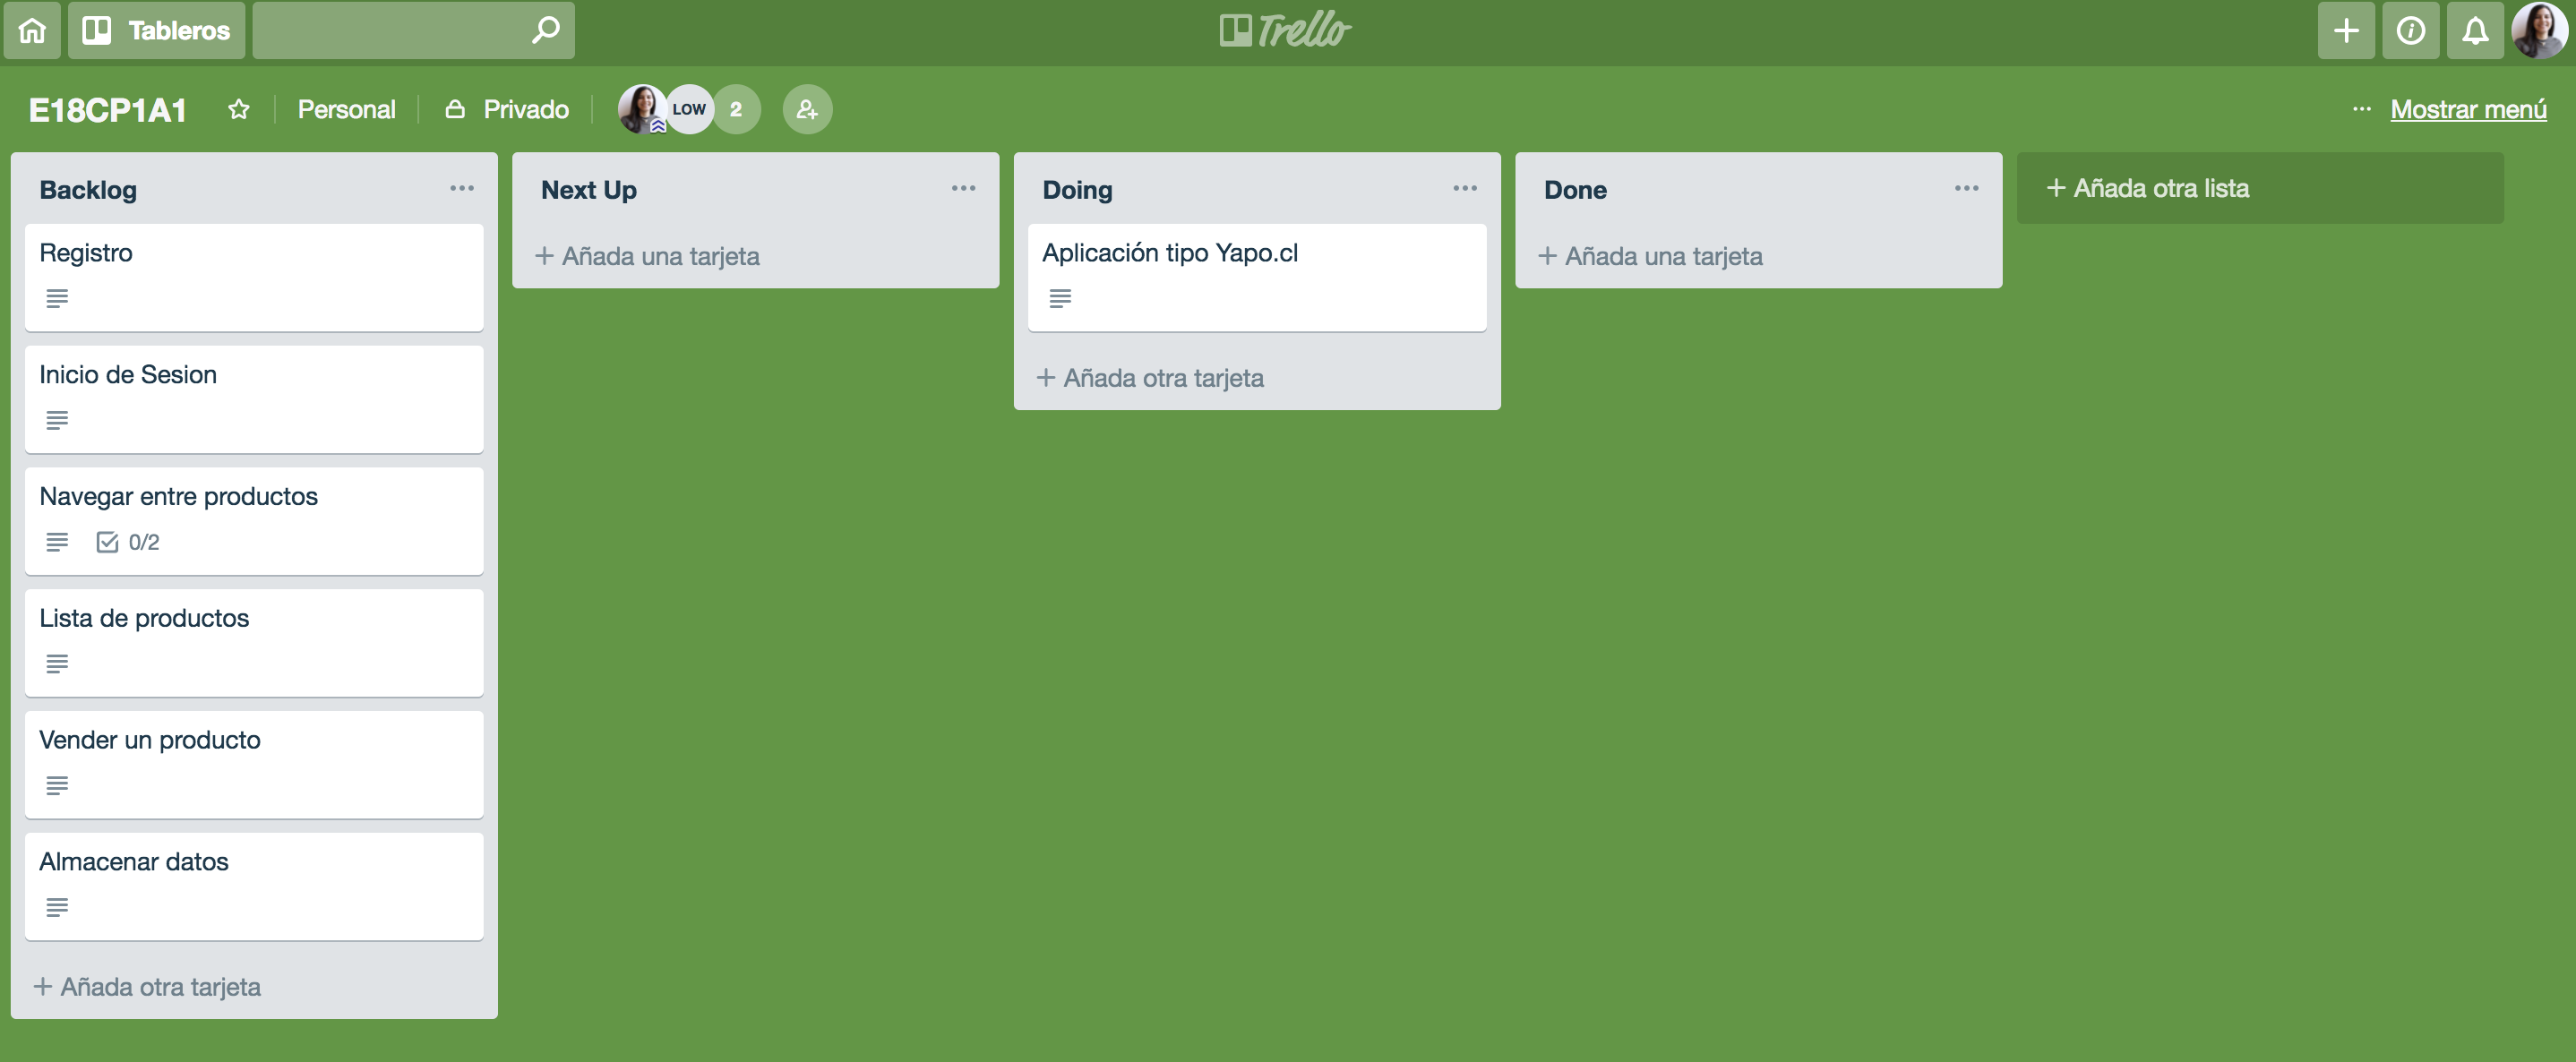 Tableros
Trello
E18CP1A1
Personal
Privado
LOW
2
Mostrar menú
Backlog
Registro
Inicio de Sesion
Navegar entre productos
0/2
Lista de productos
Vender un producto
Almacenar datos
+ Añada otra tarjeta
Next Up
+ Añada una tarjeta
Doing
Aplicación tipo Yapo.cl
+ Añada otra tarjeta
Done
+ Añada una tarjeta
+ Añada otra lista